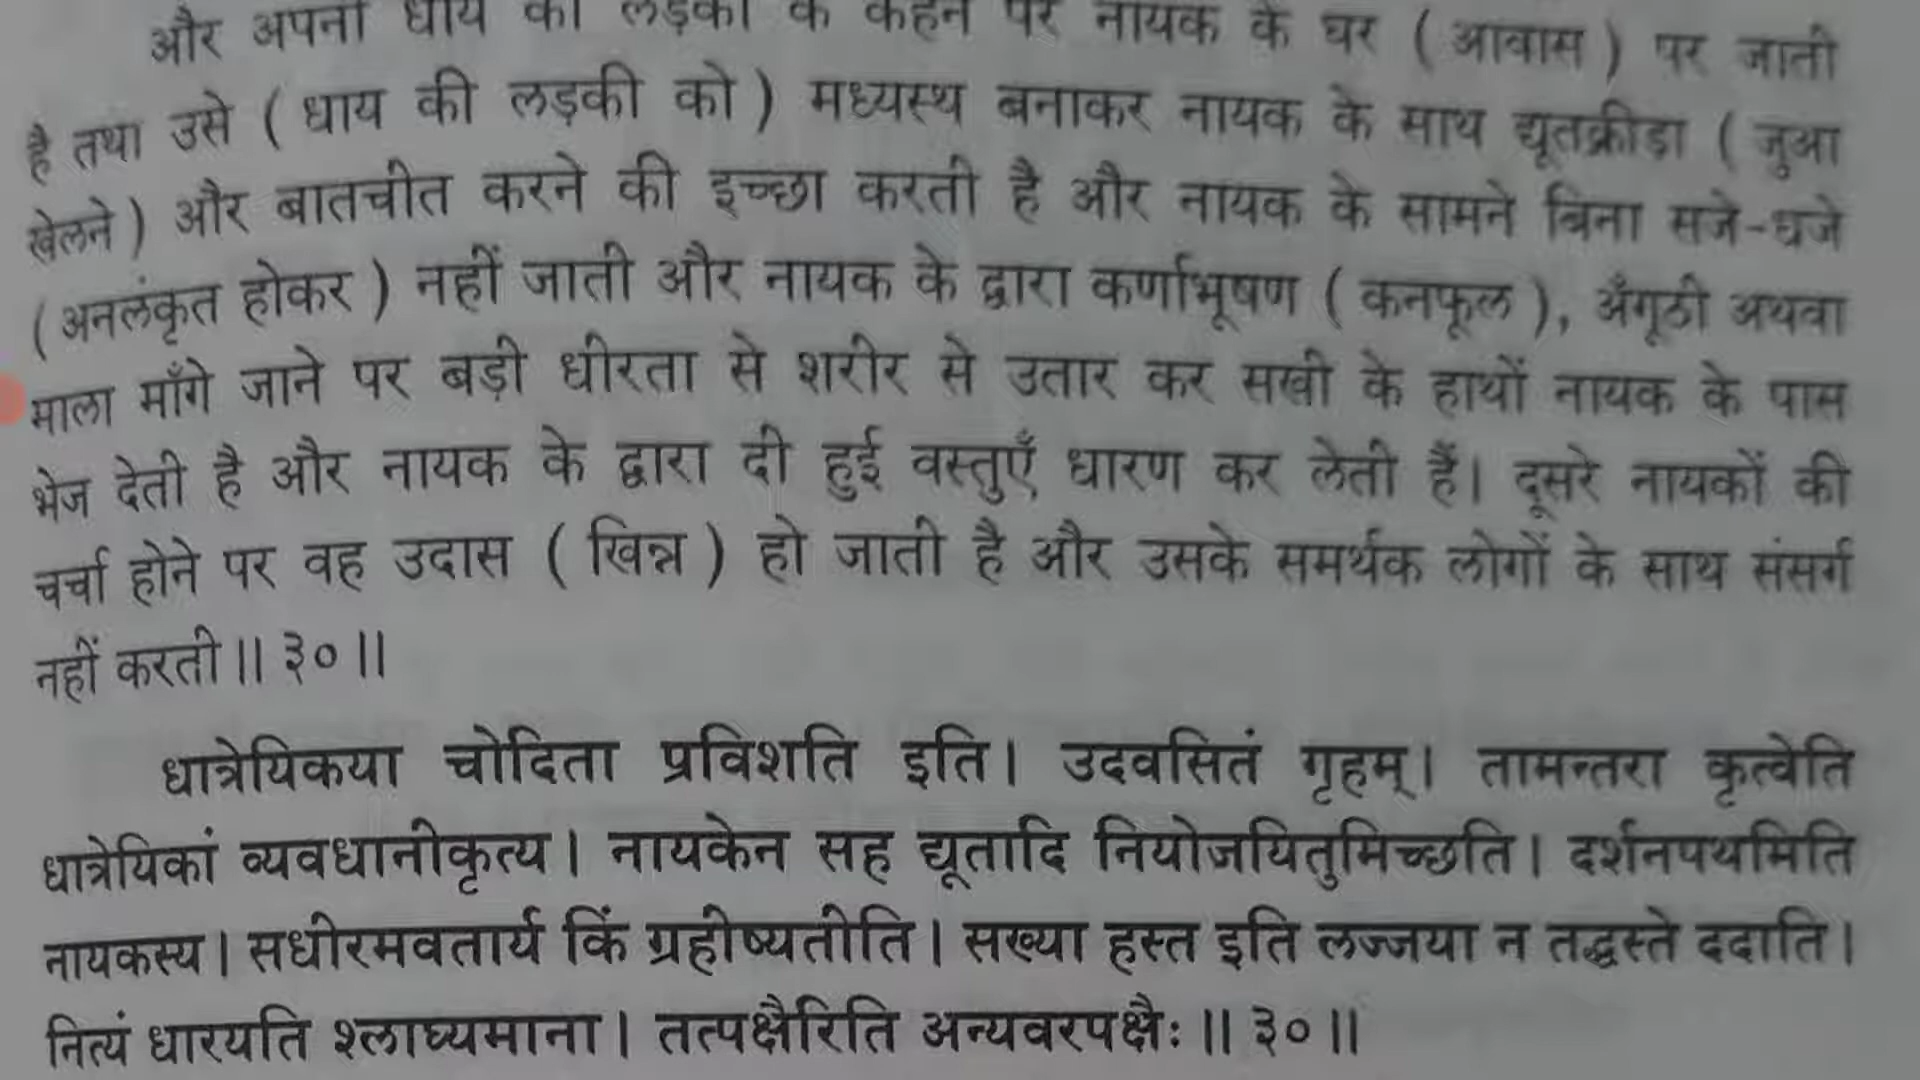 और अपनी धाय की लड़की के कहने पर नायक के घर ( आवास ) पर जाती
है तथा उसे ( धाय की लड़की को ) मध्यस्थ बनाकर नायक के साथ द्यूतक्रीडा ( जुआ
खेलने ) और बातचीत करने की इच्छा करती है और नायक के सामने बिना सजे-धजे
( अनलंकृत होकर ) नहीं जाती और नायक के द्वारा कर्णाभूषण ( कनफूल ), अँगूठी अथवा
माला माँगे जाने पर बड़ी धीरता से शरीर से उतार कर सखी के हाथों नायक के पास
भेज देती है और नायक के द्वारा दी हुई वस्तुएँ धारण कर लेती हैं। दूसरे नायकों की
चर्चा होने पर वह उदास ( खिन्न ) हो जाती है और उसके समर्थक लोगों के साथ संसर्ग
नहीं करती ॥ ३० ॥
धात्रेयिकया चोदिता प्रविशति इति। उदवसितं गृहम्। तामन्तरा कृत्वेति
धात्रेयिकां व्यवधानीकृत्य। नायकेन सह द्यूतादि नियोजयितुमिच्छति। दर्शनपथमिति
नायकस्य। सधीरमवतार्य किं ग्रहीष्यतीति। सख्या हस्त इति लज्जया न तद्धस्ते ददाति।
नित्यं धारयति श्लाघ्यमाना। तत्पक्षैरिति अन्यवरपक्षैः ॥ ३० ॥